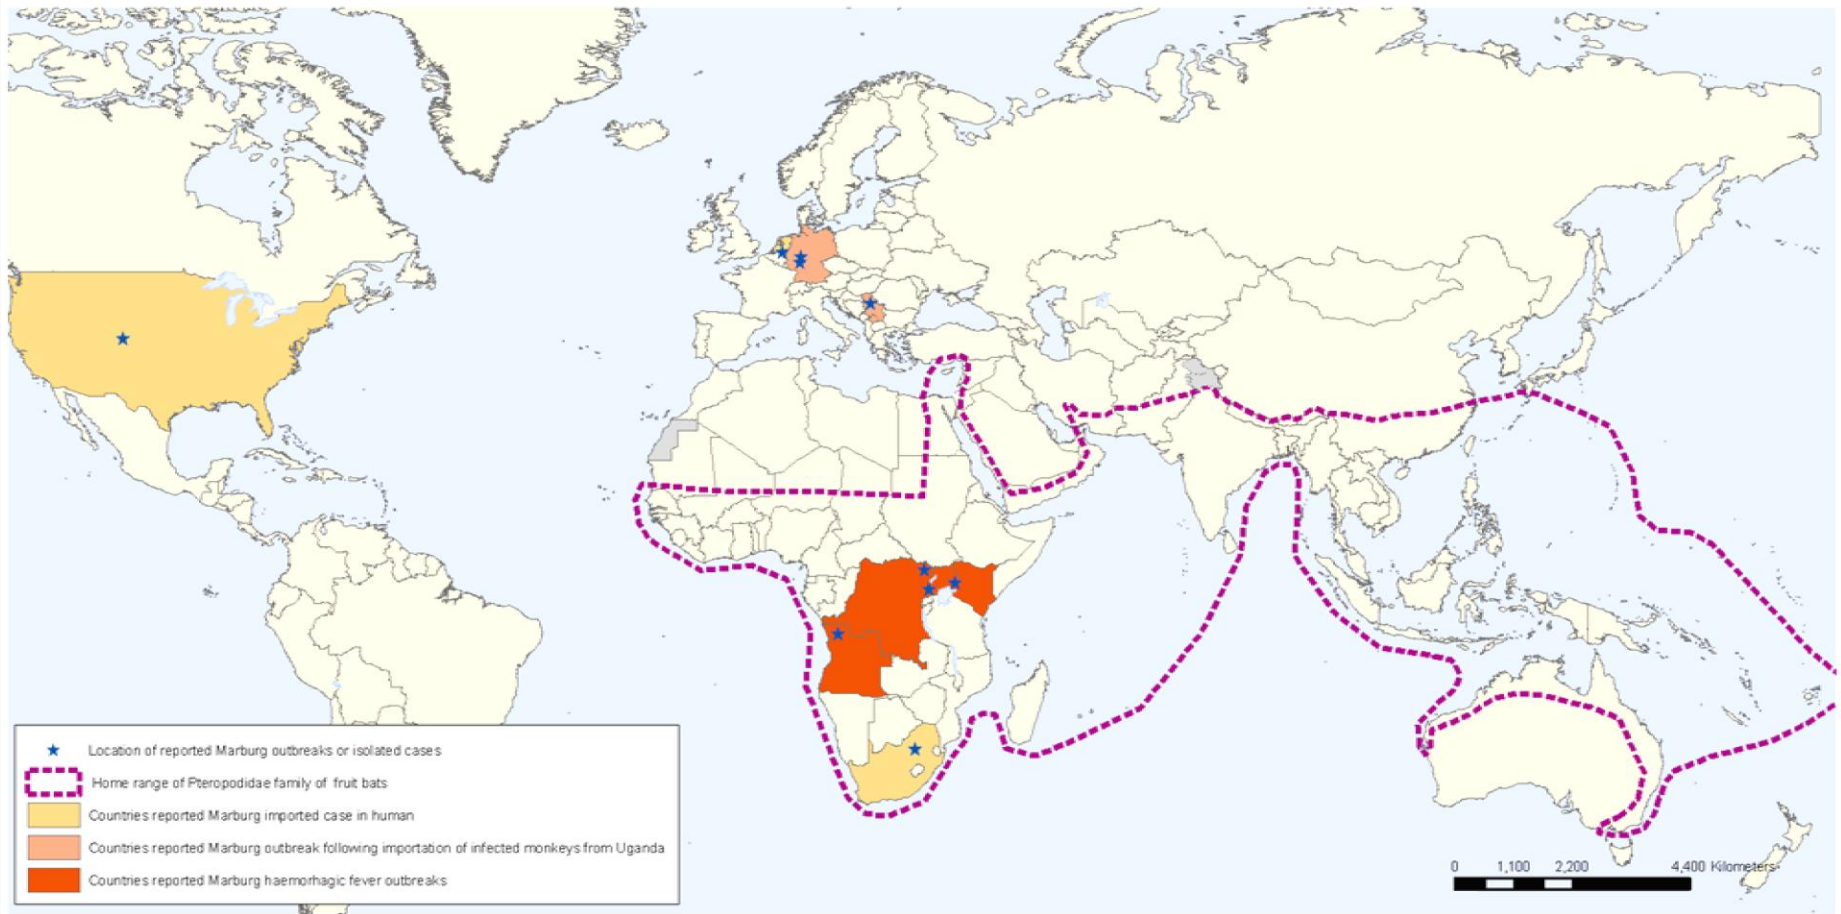 Location of reported Marburg outbreaks or isolated cases
Home range of Pteropodidae family of fruit bats
Countries reported Marburg imported case in human
Countries reported Marburg outbreak following importation of infected monkeys from Uganda
Countries reported Marburg haemorhagic fever outbreaks
0 1,100 2,200 4,400 Kilometers